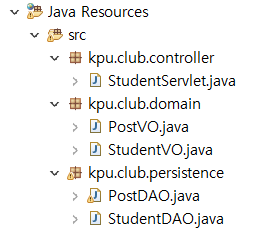 Java Resources
src
kpu.club.controller
StudentServlet.java
kpu.club.domain
PostVO.java
StudentVO.java
kpu.club.persistence
PostDAO.java
StudentDAO.java